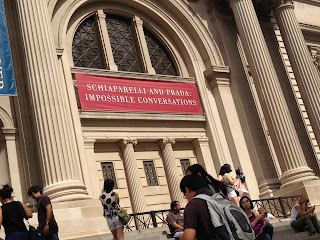 SCHIAPARELLI AND PRADA:
IMPOSSIBLE CONVERSATIONS